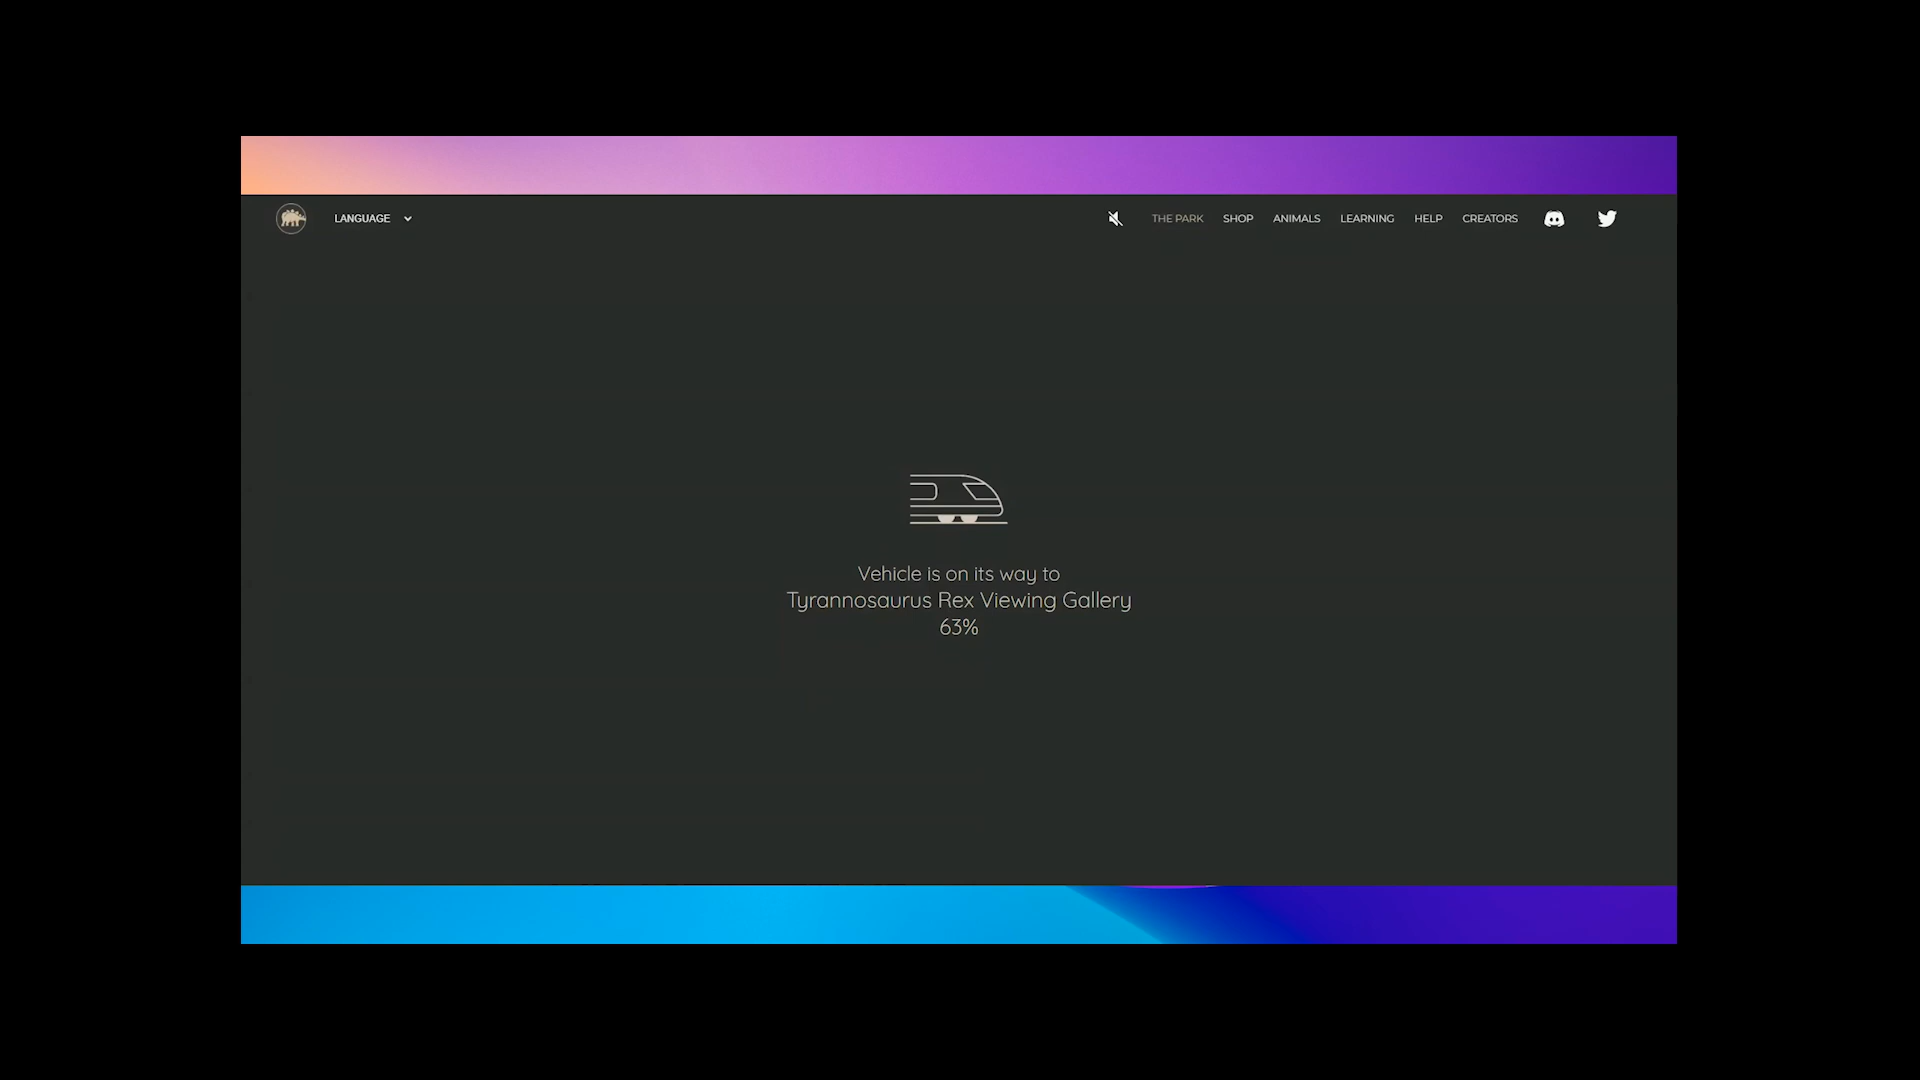 LANGUAGE
THE PARK SHOP ANIMALS LEARNING HELP CREATORS
Vehicle is on its way to
Tyrannosaurus Rex Viewing Gallery
63%